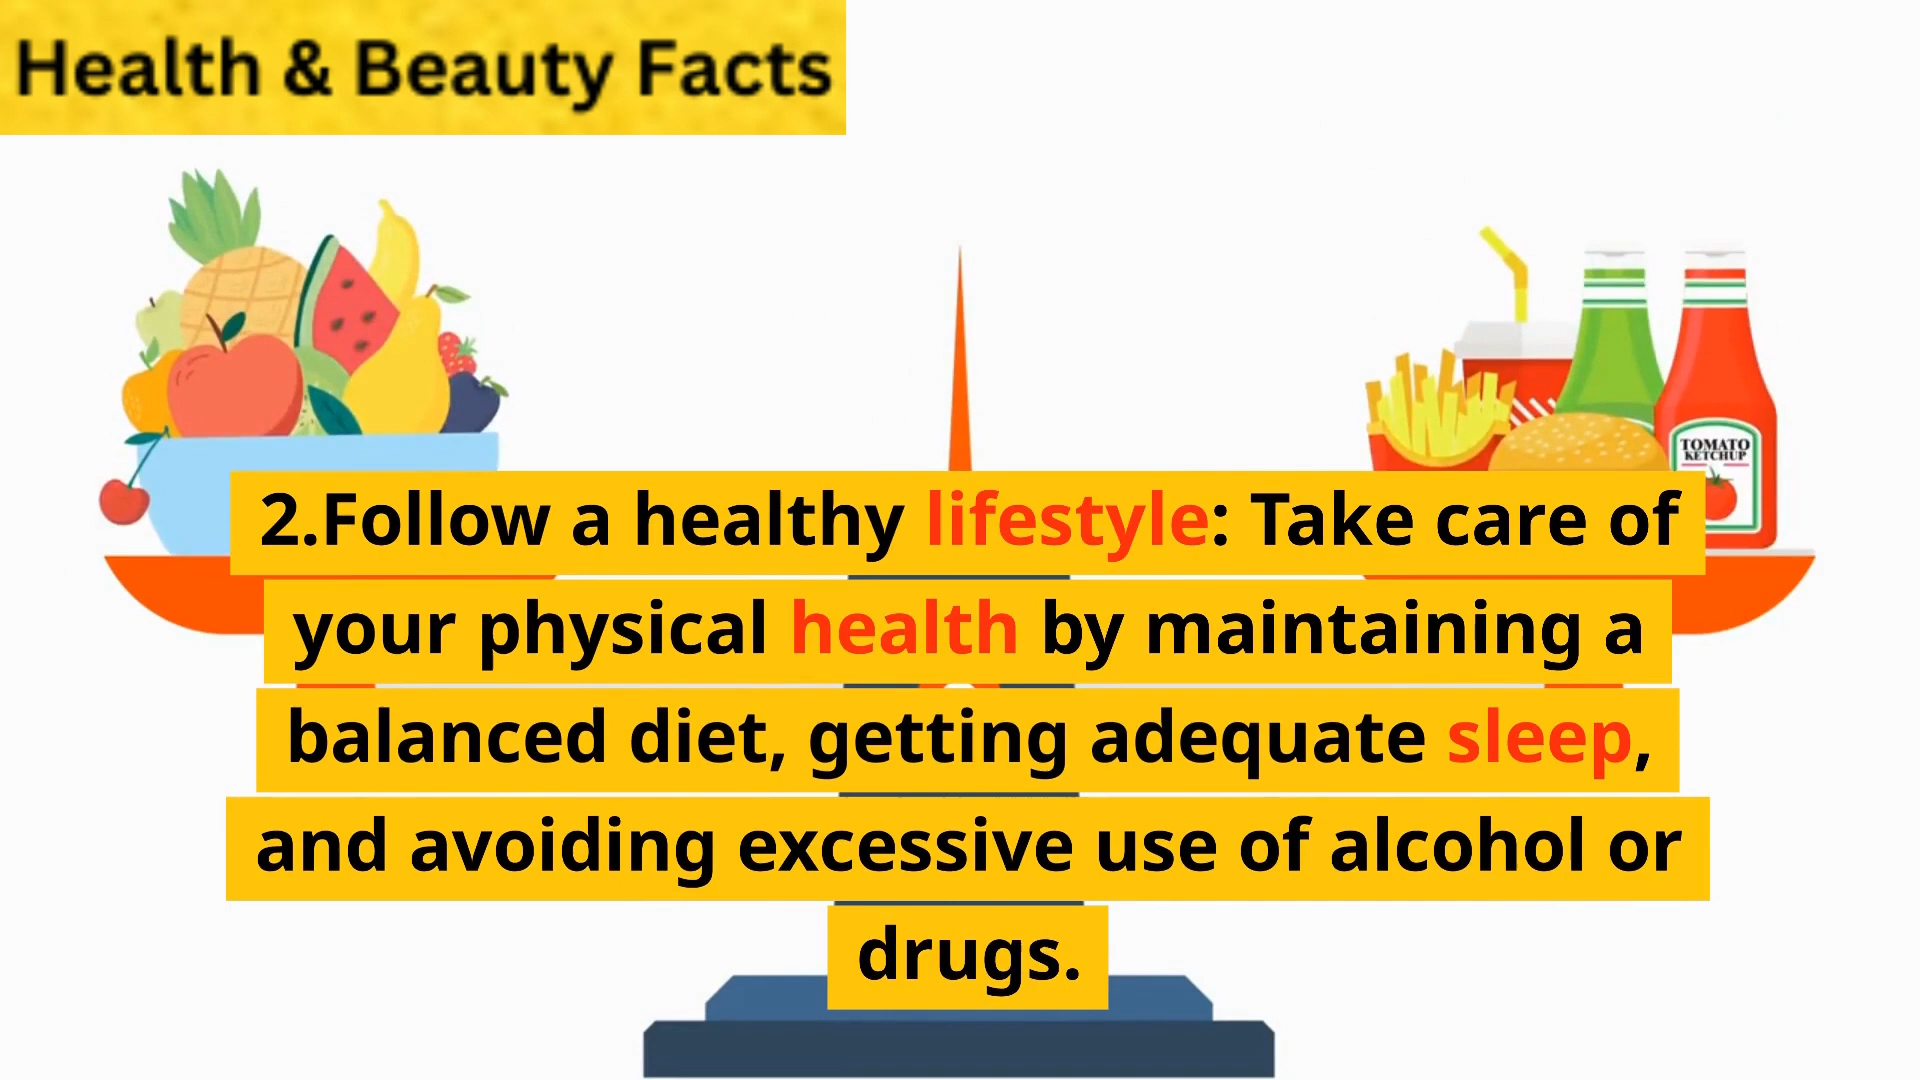 Health & Beauty Facts
TOMATO
KETCHUP
2.Follow a healthy lifestyle: Take care of
your physical health by maintaining a
balanced diet, getting adequate sleep,
and avoiding excessive use of alcohol or
drugs.